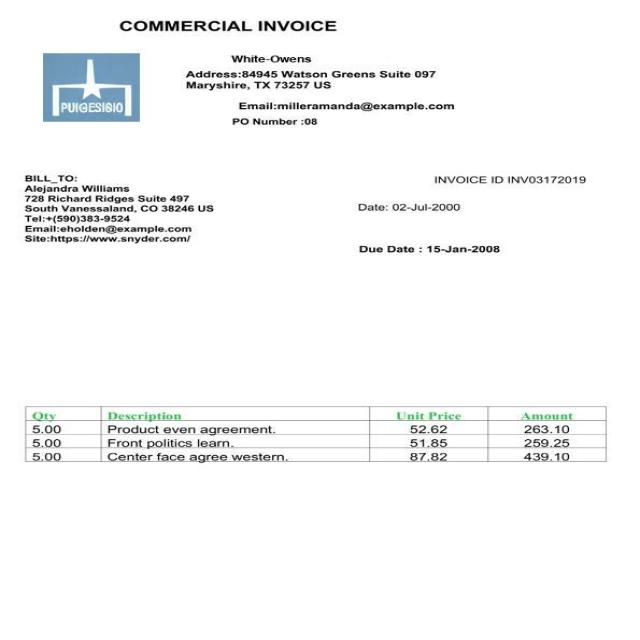 COMMERCIAL INVOICE
White-Owens
Address:84945 Watson Greens Suite 097
Maryshire, TX 73257 US
PUIGESIGIO
Email:milleramanda@example.com
PO Number :08
BILL_TO:
Alejandra Williams
728 Richard Ridges Suite 497
South Vanessaland, CO 38246 US
Tel:+(590)383-9524
Email:eholden@example.com
Site:https://www.snyder.com/
INVOICE ID INV03172019
Date: 02-Jul-2000
Due Date : 15-Jan-2008
Qty Description Unit Price Amount
5.00 Product even agreement. 52.62 263.10
5.00 Front politics learn. 51.85 259.25
5.00 Center face agree western. 87.82 439.10